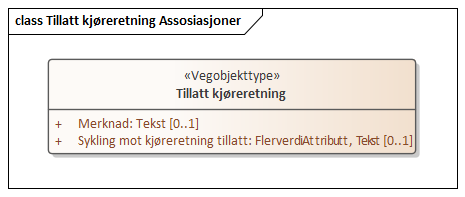 class Tillatt kjøreretning Assosiasjoner
«Vegobjekttype»
Tillatt kjøreretning
+ Merknad: Tekst [0..1]
+ Sykling mot kjøreretning tillatt: FlerverdiAttributt, Tekst [0..1]